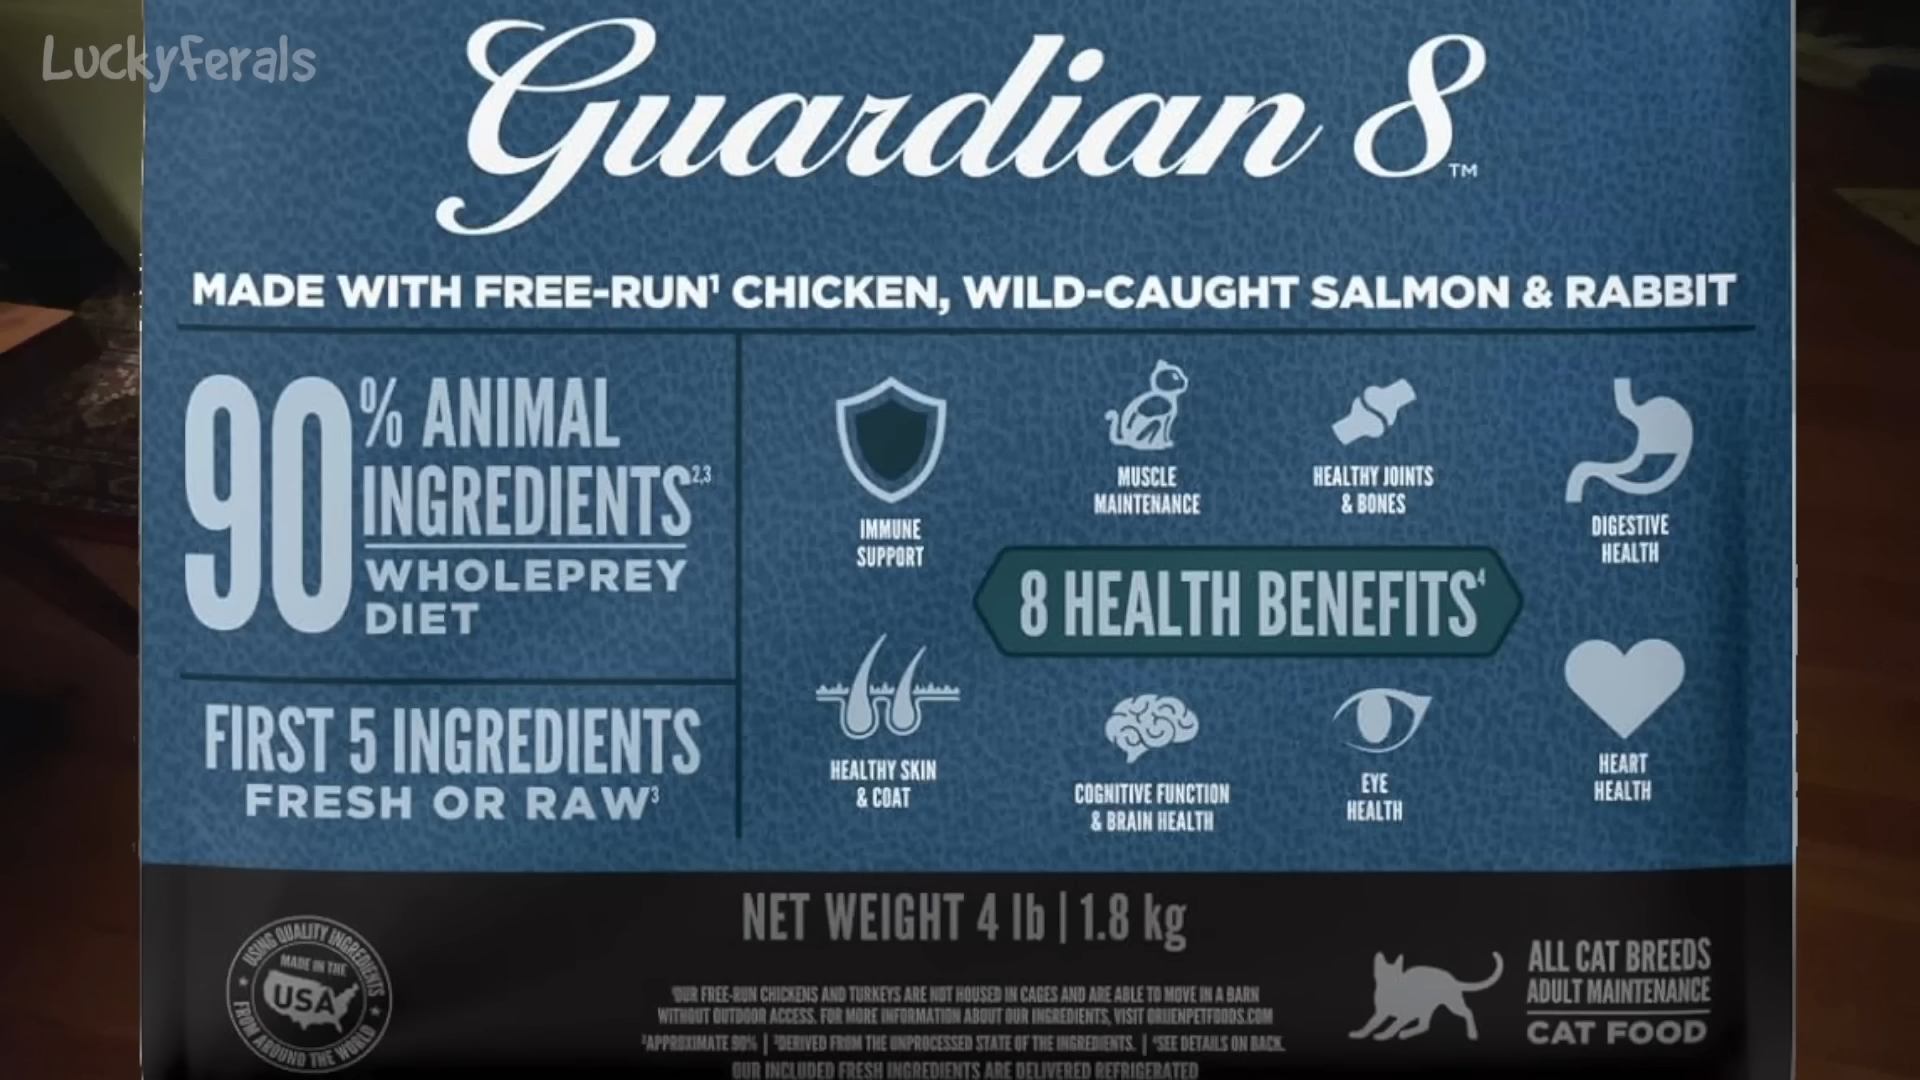 LuckyFerals
Guardian 8™
MADE WITH FREE-RUN¹ CHICKEN, WILD-CAUGHT SALMON & RABBIT
90% ANIMAL
INGREDIENTS²,³
WHOLEPREY
DIET
FIRST 5 INGREDIENTS
FRESH OR RAW³
IMMUNE
SUPPORT
MUSCLE
MAINTENANCE
HEALTHY JOINTS
& BONES
DIGESTIVE
HEALTH
8 HEALTH BENEFITS⁴
HEALTHY SKIN
& COAT
COGNITIVE FUNCTION
& BRAIN HEALTH
EYE
HEALTH
HEART
HEALTH
NET WEIGHT 4 lb | 1.8 kg
USING QUALITY INGREDIENTS
MADE IN THE
USA
FROM AROUND THE WORLD
¹OUR FREE-RUN CHICKENS AND TURKEYS ARE NOT HOUSED IN CAGES AND ARE ABLE TO MOVE IN A BARN
WITHOUT OUTDOOR ACCESS. FOR MORE INFORMATION ABOUT OUR INGREDIENTS, VISIT ORIJENPETFOODS.COM
²APPROXIMATE 90% | ³DERIVED FROM THE UNPROCESSED STATE OF THE INGREDIENTS. | ⁴SEE DETAILS ON BACK.
OUR INCLUDED FRESH INGREDIENTS ARE DELIVERED REFRIGERATED
ALL CAT BREEDS
ADULT MAINTENANCE
CAT FOOD